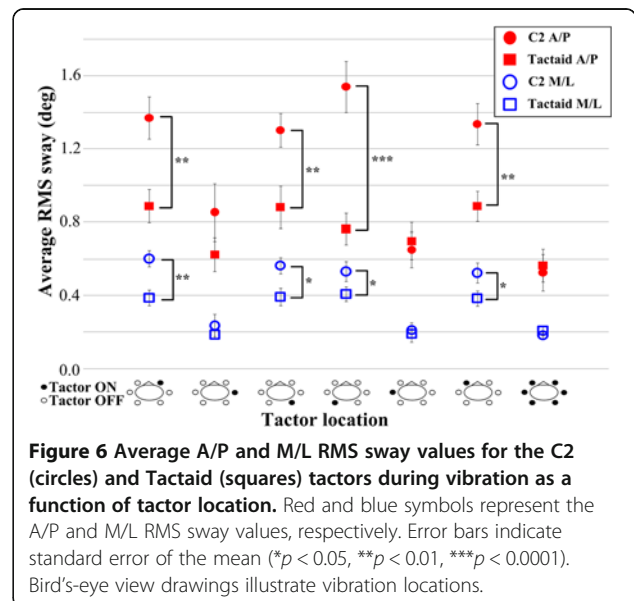 C2 A/P
Tactaid A/P
C2 M/L
Tactaid M/L
Average RMS sway (deg)
1.6
1.2
0.8
0.4
0.0
**
**
***
**
**
*
*
*
●Tactor ON
○Tactor OFF
Tactor location
Figure 6 Average A/P and M/L RMS sway values for the C2
(circles) and Tactaid (squares) tactors during vibration as a
function of tactor location. Red and blue symbols represent the
A/P and M/L RMS sway values, respectively. Error bars indicate
standard error of the mean (*p < 0.05, **p < 0.01, ***p < 0.0001).
Bird's-eye view drawings illustrate vibration locations.